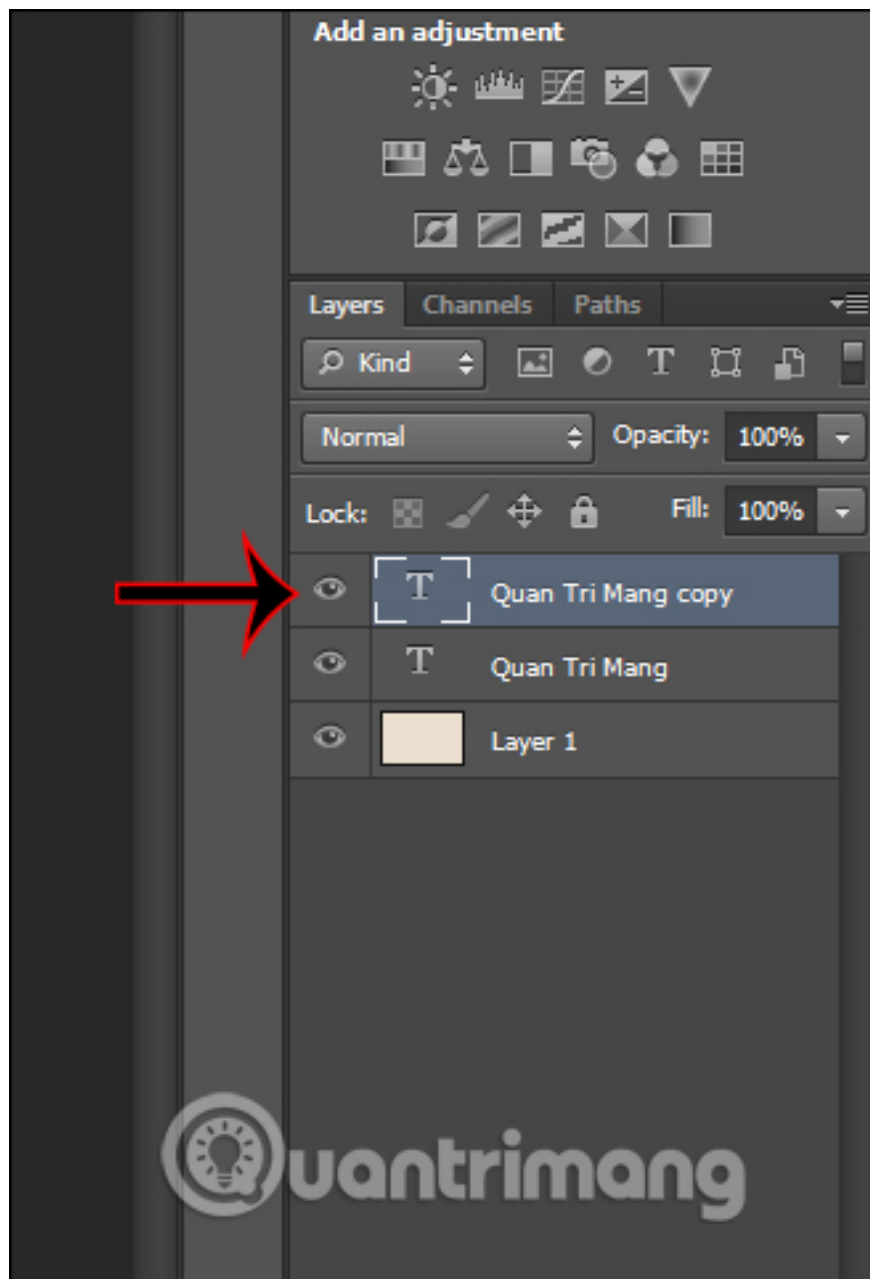 Add an adjustment
Layers Channels Paths
Kind T
Normal Opacity: 100%
Lock: Fill: 100%
T Quan Tri Mang copy
T Quan Tri Mang
Layer 1
Quantrimang